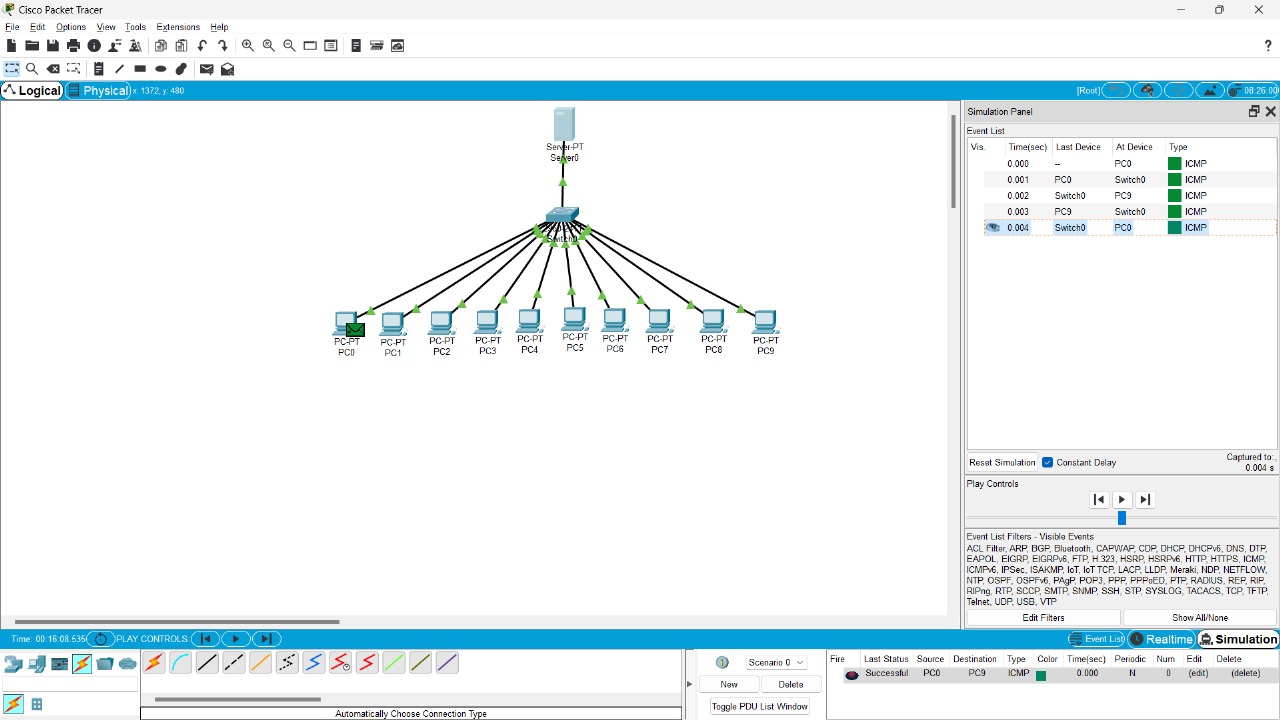 Cisco Packet Tracer
File Edit Options View Tools Extensions Help
?
Logical Physical x: 1372, y: 480 [Root] 08:26:00
Server-PT
Server0
Switch0
PC-PT PC-PT PC-PT PC-PT PC-PT PC-PT PC-PT PC-PT PC-PT PC-PT
PC0 PC1 PC2 PC3 PC4 PC5 PC6 PC7 PC8 PC9
Simulation Panel
Event List
Vis. Time(sec) Last Device At Device Type
0.000 -- PC0 ICMP
0.001 PC0 Switch0 ICMP
0.002 Switch0 PC9 ICMP
0.003 PC9 Switch0 ICMP
0.004 Switch0 PC0 ICMP
Reset Simulation Constant Delay Captured to:
0.004 s
Play Controls
Event List Filters - Visible Events
ACL Filter, ARP, BGP, Bluetooth, CAPWAP, CDP, DHCP, DHCPv6, DNS, DTP,
EAPOL, EIGRP, EIGRPv6, FTP, H.323, HSRP, HSRPv6, HTTP, HTTPS, ICMP,
ICMPv6, IPSec, ISAKMP, IoT, IoT TCP, LACP, LLDP, Meraki, NDP, NETFLOW,
NTP, OSPF, OSPFv6, PAgP, POP3, PPP, PPPoED, PTP, RADIUS, REP, RIP,
RIPng, RTP, SCCP, SMTP, SNMP, SSH, STP, SYSLOG, TACACS, TCP, TFTP,
Telnet, UDP, USB, VTP
Edit Filters Show All/None
Time: 00:16:08.535 PLAY CONTROLS: Event List Realtime Simulation
Automatically Choose Connection Type
Scenario 0
New Delete
Toggle PDU List Window
Fire Last Status Source Destination Type Color Time(sec) Periodic Num Edit Delete
Successful PC0 PC9 ICMP 0.000 N 0 (edit) (delete)